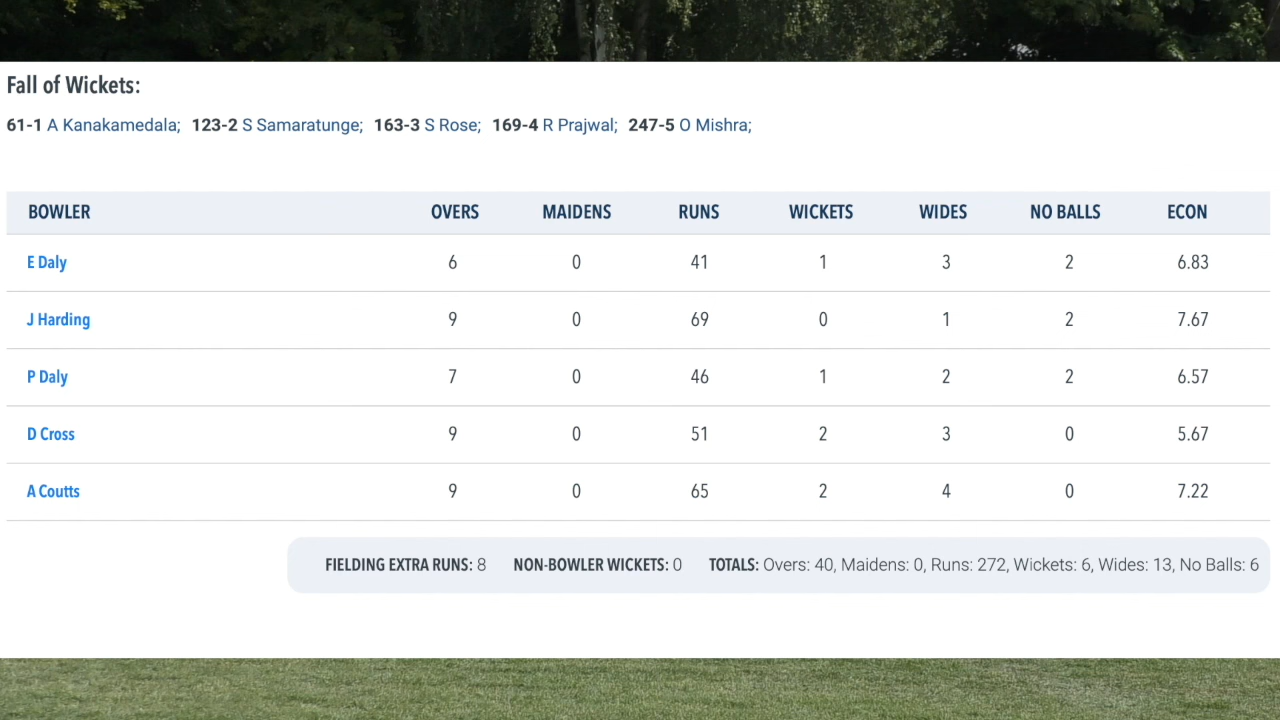 Fall of Wickets:
61-1 A Kanakamedala; 123-2 S Samaratunge; 163-3 S Rose; 169-4 R Prajwal; 247-5 O Mishra;
BOWLER OVERS MAIDENS RUNS WICKETS WIDES NO BALLS ECON
E Daly 6 0 41 1 3 2 6.83
J Harding 9 0 69 0 1 2 7.67
P Daly 7 0 46 1 2 2 6.57
D Cross 9 0 51 2 3 0 5.67
A Coutts 9 0 65 2 4 0 7.22
FIELDING EXTRA RUNS: 8 NON-BOWLER WICKETS: 0 TOTALS: Overs: 40, Maidens: 0, Runs: 272, Wickets: 6, Wides: 13, No Balls: 6